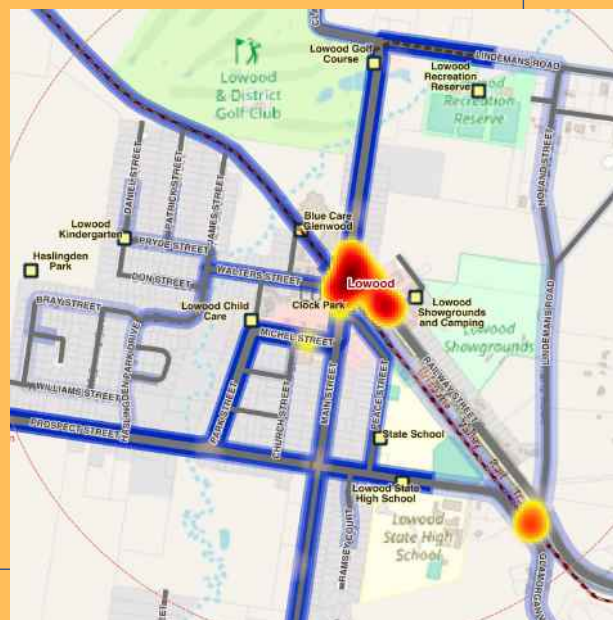 Lowood Golf
Course
LINDEMANS ROAD
Lowood
Recreation
Reserve
Lowood
& District
Golf Club
Recreation
Reserve
DANIEL STREET
PATRICK STREET
JAMES STREET
NOLAND STREET
Lowood
Kindergarten
PRYDE STREET
Blue Care
Glenwood
Haslingden
Park
DON STREET
WALTERS STREET
Lowood
BRAY STREET
Lowood Child
Care
Clock Park
Lowood
Showgrounds
and Camping
Lowood
Showgrounds
LINDEMANS ROAD
MICHEL STREET
HASLINGDEN PARK DRIVE
RAILWAY STREET
WILLIAMS STREET
PARK STREET
CHURCH STREET
MAIN STREET
PEACE STREET
PROSPECT STREET
State School
Lowood State
High School
Lowood
State High
School
RAMSEY COURT